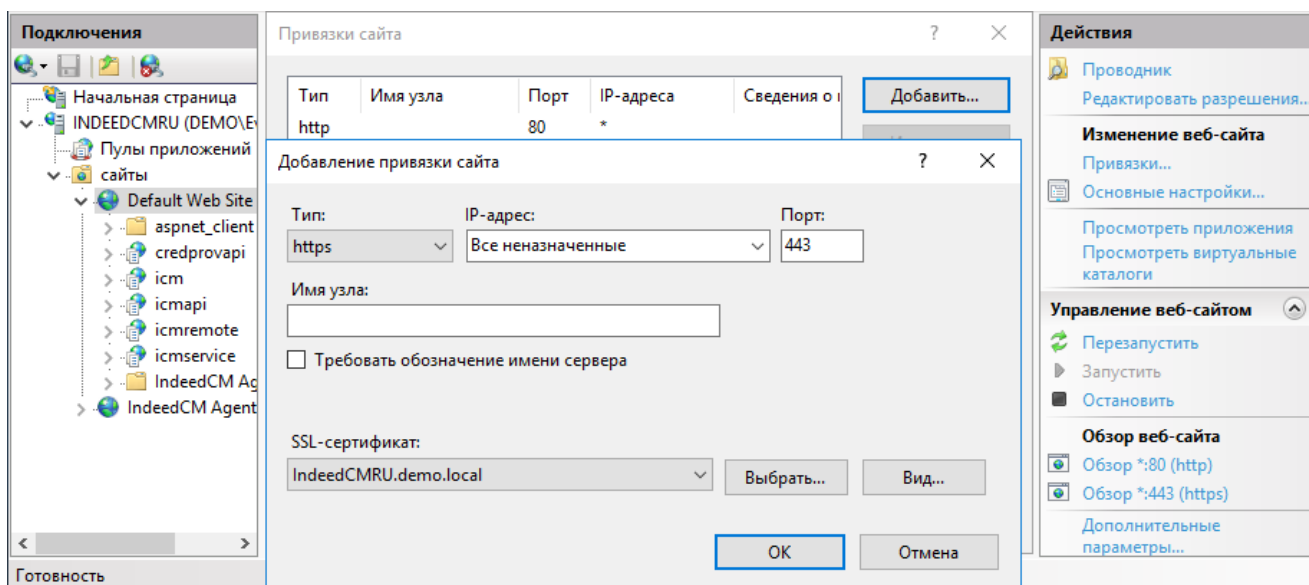 Подключения
Начальная страница
INDEEDCMRU (DEMO\Ev
Пулы приложений
сайты
Default Web Site
aspnet_client
credprovapi
icm
icmapi
icmremote
icmservice
IndeedCM Ag
IndeedCM Agent
Готовность
Привязки сайта
?
Тип Имя узла Порт IP-адреса Сведения о
http 80 *
Добавить...
Добавление привязки сайта
?
Тип: IP-адрес: Порт:
https Все неназначенные 443
Имя узла:
Требовать обозначение имени сервера
SSL-сертификат:
IndeedCMRU.demo.local Выбрать... Вид...
OK Отмена
Действия
Проводник
Редактировать разрешения...
Изменение веб-сайта
Привязки...
Основные настройки...
Просмотреть приложения
Просмотреть виртуальные
каталоги
Управление веб-сайтом
Перезапустить
Запустить
Остановить
Обзор веб-сайта
Обзор *:80 (http)
Обзор *:443 (https)
Дополнительные
параметры...